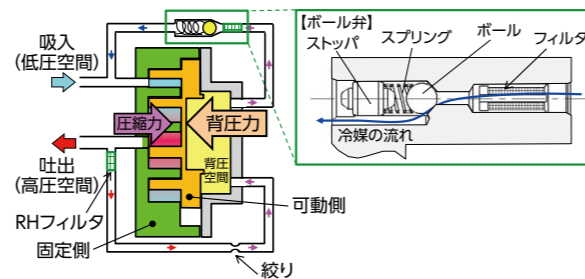 吸入
(低圧空間)
圧縮力
背圧力
吐出
(高圧空間)
背圧
空間
RHフィルタ
可動側
固定側
絞り
【ボール弁】
ストッパ
スプリング
ボール
フィルタ
冷媒の流れ